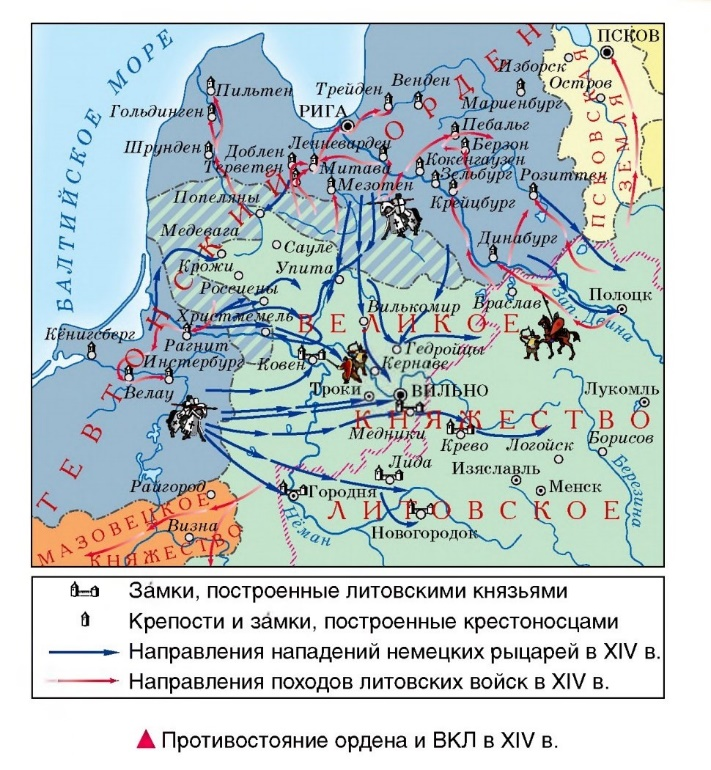 БАЛТИЙСКОЕ МОРЕ
ТЕВТОНСКИЙ ОРДЕН
ПСКОВ
Изборск
Остров
ПСКОВСКАЯ
ЗЕМЛЯ
Пильтен
Трейден
Венден
Мариенбург
Гольдинген
РИГА
Пебальг
Шрунден
Доблен
Ленневарден
Берзон
Терветен
Митава
Кокенгаузен
Мезотен
Зельбург
Розиттен
Попеляны
Крейцбург
Медевага
Сауле
Динабург
Крожи
Упита
Россиены
Браслав
Зап. Двина
Полоцк
Христмемель
Вилькомир
ВЕЛИКОЕ
Кёнигсберг
Рагнит
Гедройцы
Инстербург
Ковен
Кернаве
Велау
Троки
ВИЛЬНО
Лукомль
КНЯЖЕСТВО
Медники
Крево
Логойск
Борисов
Лида
Изяславль
Березина
Райгород
Городня
Менск
МАЗОВЕЦКОЕ
КНЯЖЕСТВО
Визна
Нёман
ЛИТОВСКОЕ
Новогородок
Замки, построенные литовскими князьями
Крепости и за́мки, построенные крестоносцами
Направления нападений немецких рыцарей в XIV в.
Направления походов литовских войск в XIV в.
Противостояние ордена и ВКЛ в XIV в.